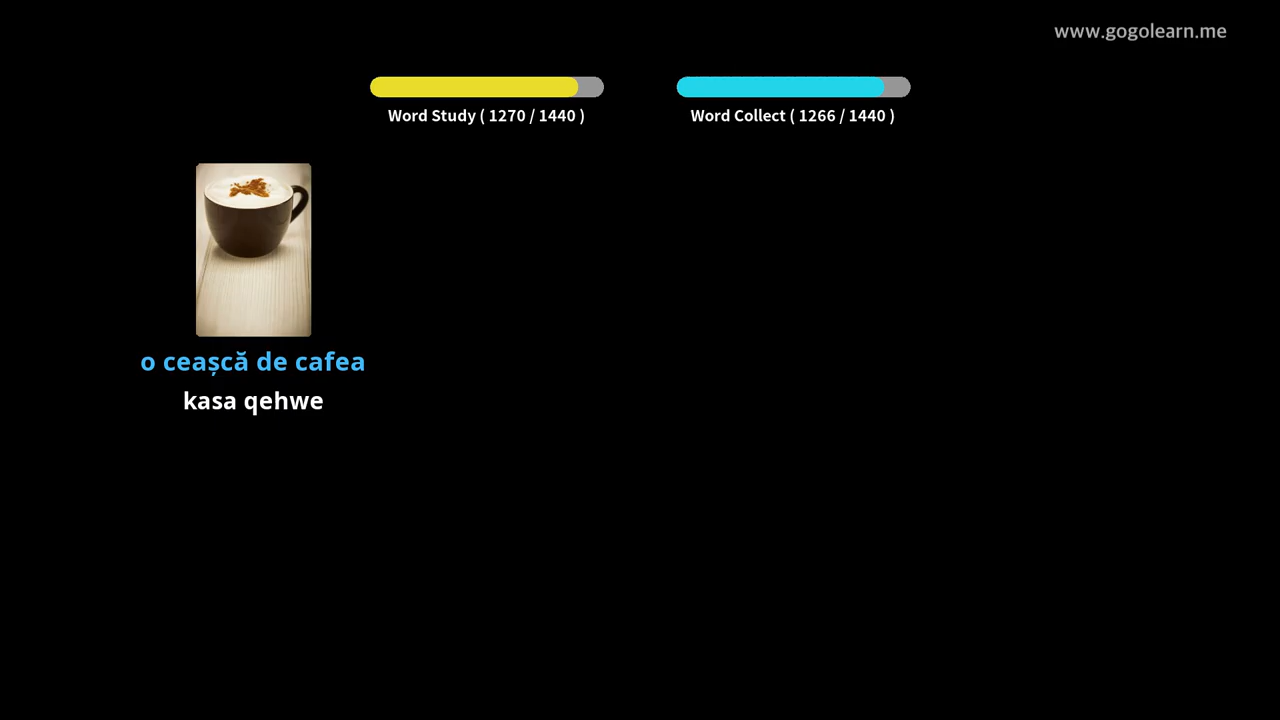 www.gogolearn.me
Word Study ( 1270 / 1440 )
Word Collect ( 1266 / 1440 )
o ceașcă de cafea
kasa qehwe